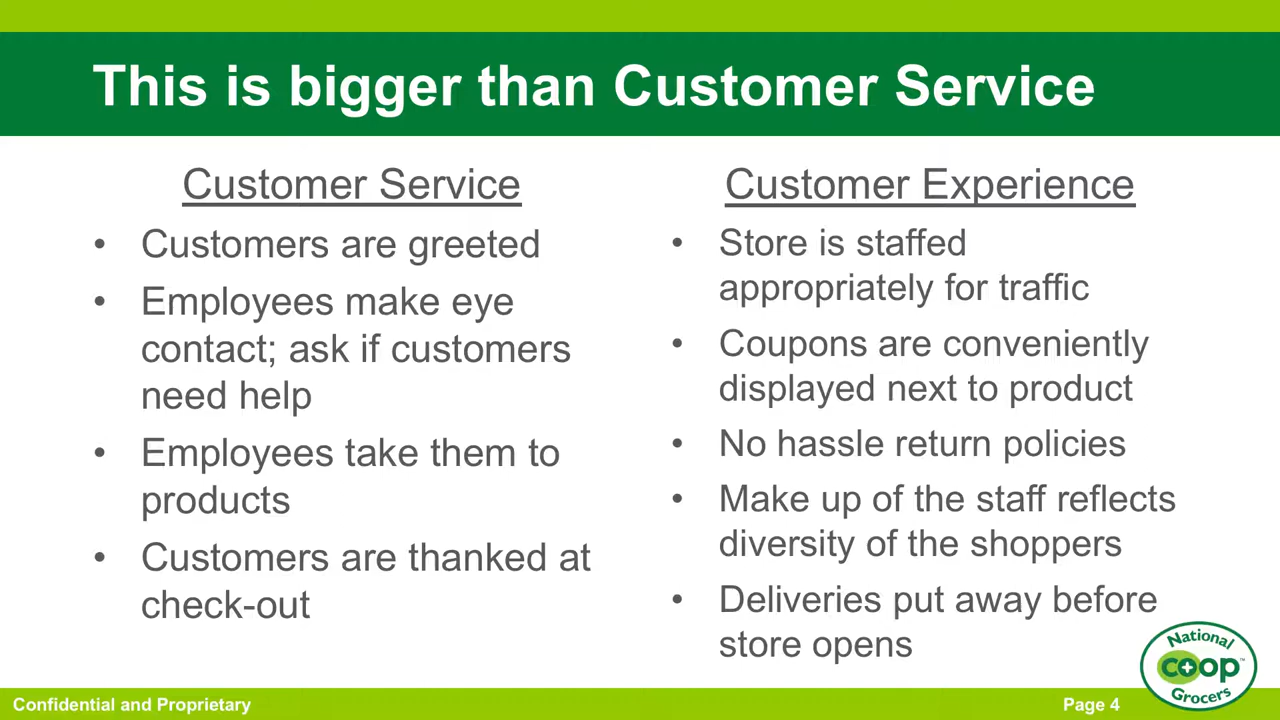 This is bigger than Customer Service
Customer Service
• Customers are greeted
• Employees make eye
contact; ask if customers
need help
• Employees take them to
products
• Customers are thanked at
check-out
Customer Experience
• Store is staffed
appropriately for traffic
• Coupons are conveniently
displayed next to product
• No hassle return policies
• Make up of the staff reflects
diversity of the shoppers
• Deliveries put away before
store opens
National
coop™
Grocers
Confidential and Proprietary
Page 4